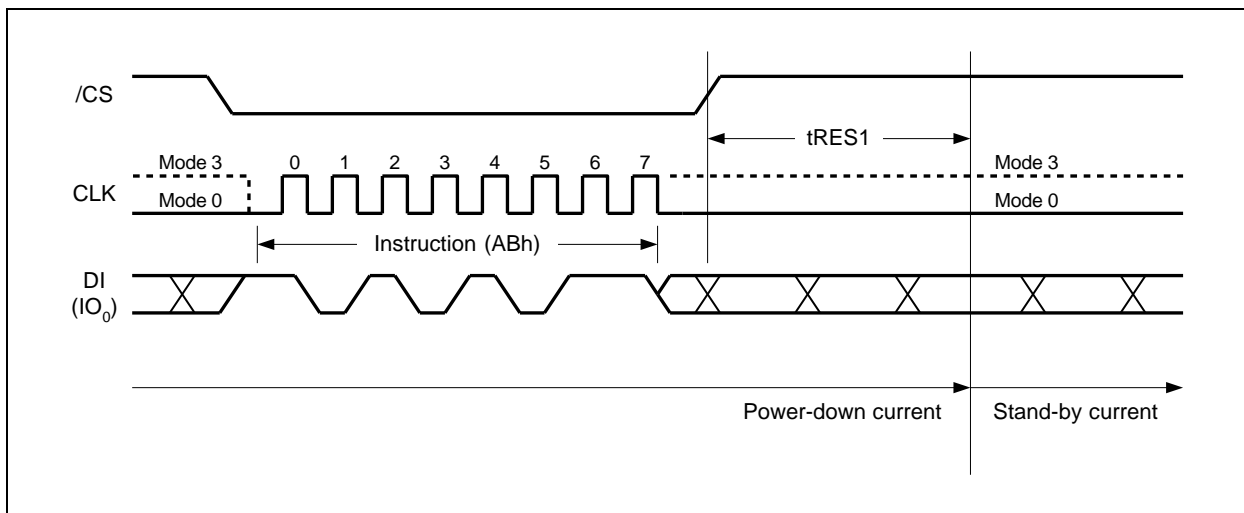 /CS
tRES1
Mode 3 0 1 2 3 4 5 6 7 Mode 3
CLK
Mode 0 Mode 0
Instruction (ABh)
DI
(IO₀)
Power-down current Stand-by current